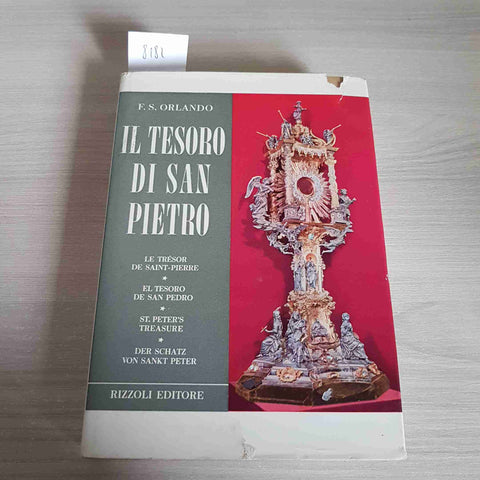 8182
F. S. ORLANDO
IL TESORO
DI SAN
PIETRO
LE TRÉSOR
DE SAINT-PIERRE
★
EL TESORO
DE SAN PEDRO
★
ST. PETER'S
TREASURE
★
DER SCHATZ
VON SANKT PETER
RIZZOLI EDITORE